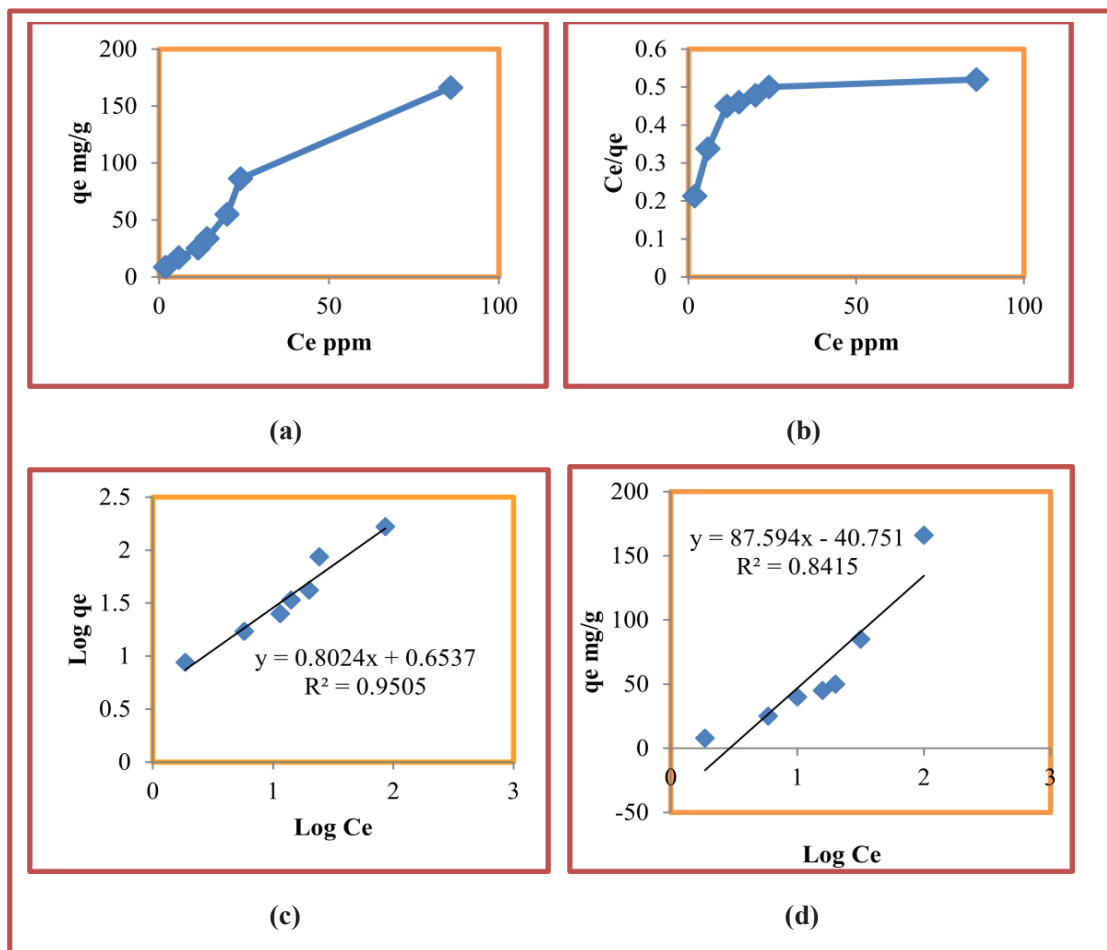 200
150
100
50
0
qe mg/g
0
50
100
Ce ppm
(a)
0.6
0.5
0.4
0.3
0.2
0.1
0
Ce/qe
0
50
100
Ce ppm
(b)
2.5
2
1.5
1
0.5
0
Log qe
y = 0.8024x + 0.6537
R² = 0.9505
0
1
2
3
Log Ce
(c)
200
150
100
50
0
-50
qe mg/g
y = 87.594x - 40.751
R² = 0.8415
0
1
2
3
Log Ce
(d)